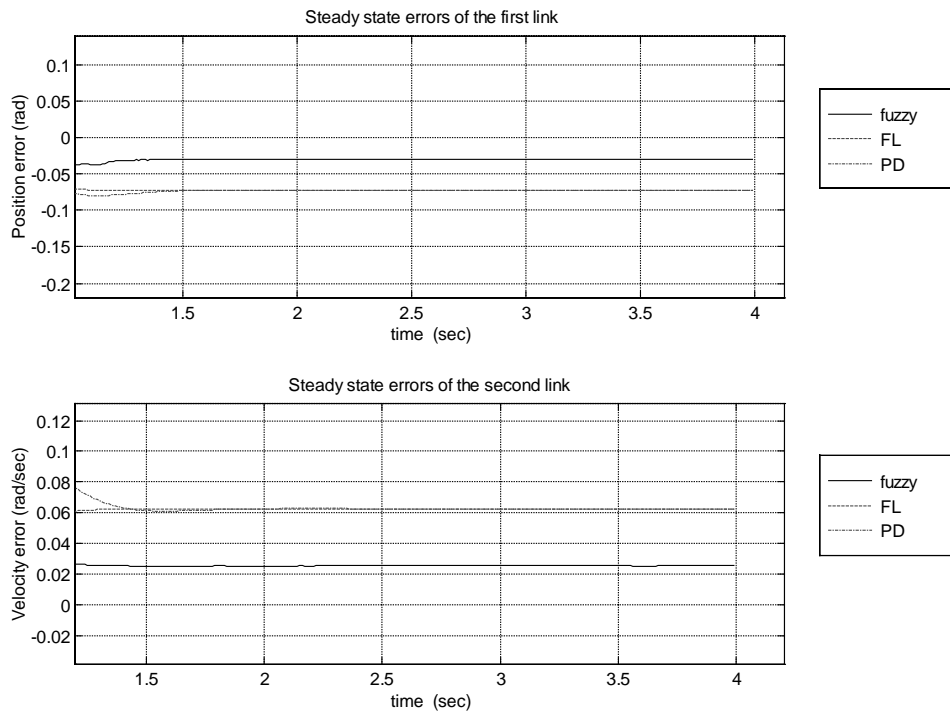 Steady state errors of the first link
Position error (rad)
0.1
0.05
0
-0.05
-0.1
-0.15
-0.2
1.5 2 2.5 3 3.5 4
time (sec)
fuzzy
FL
PD
Steady state errors of the second link
Velocity error (rad/sec)
0.12
0.1
0.08
0.06
0.04
0.02
0
-0.02
1.5 2 2.5 3 3.5 4
time (sec)
fuzzy
FL
PD